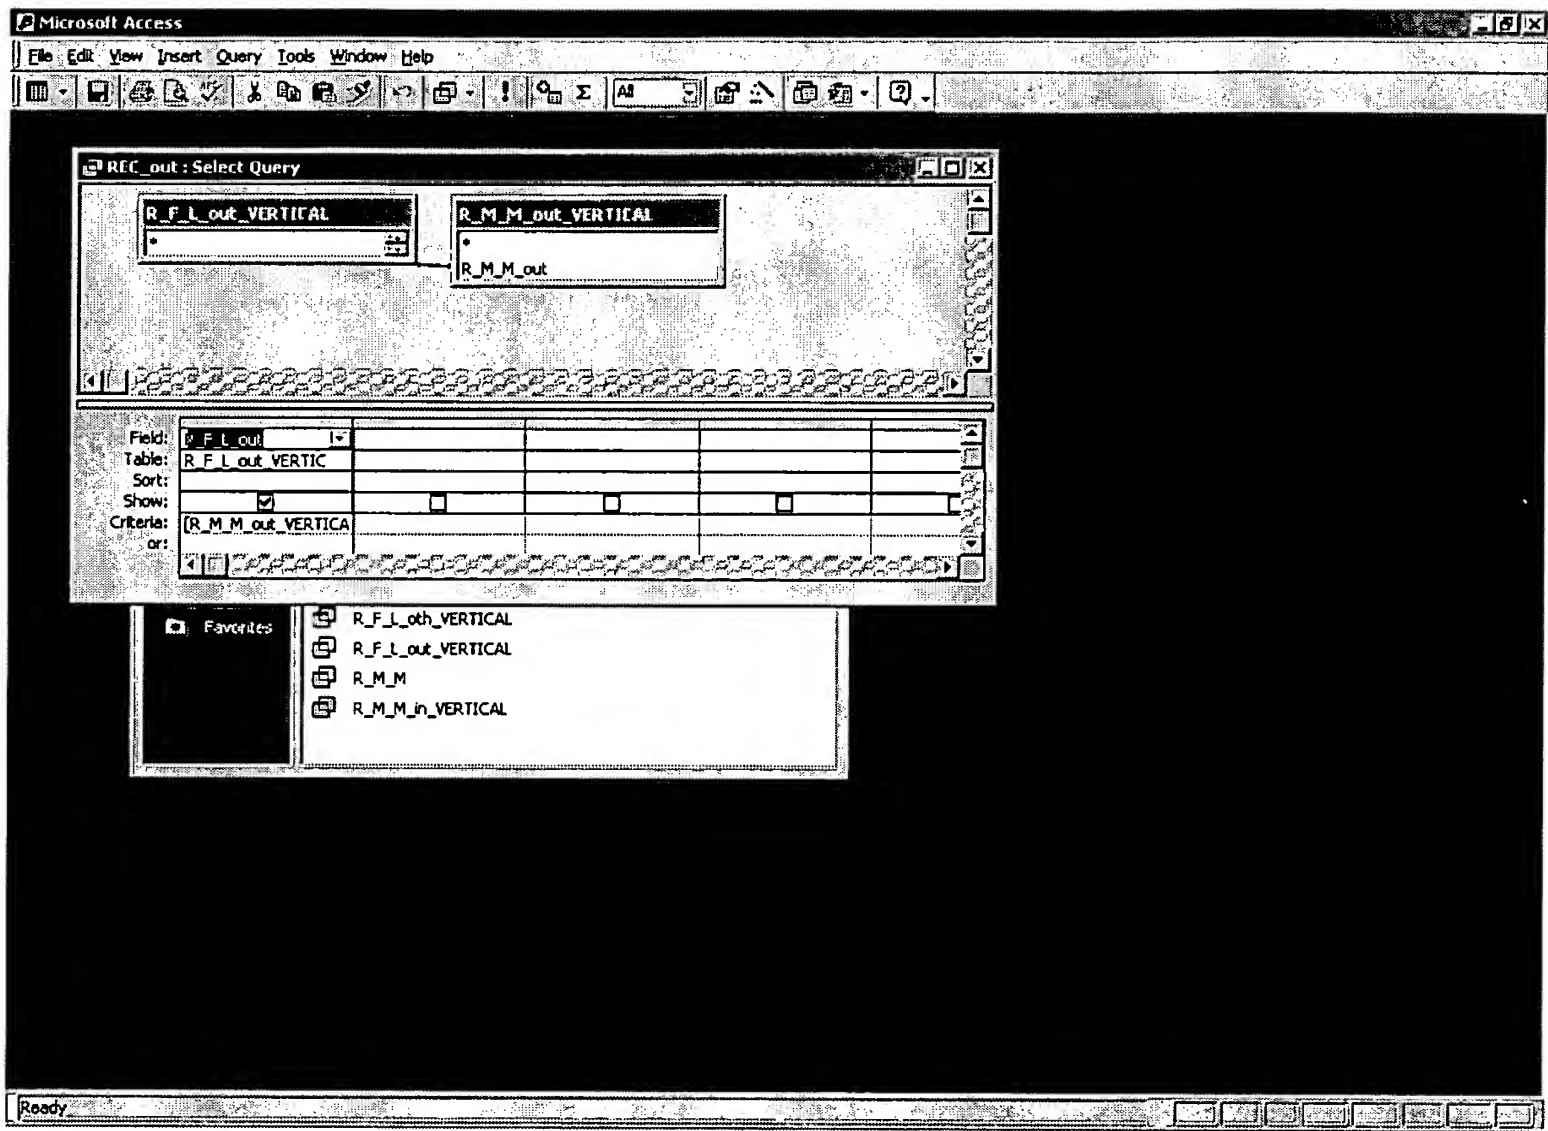 Microsoft Access
File Edit View Insert Query Tools Window Help
All
REC_out : Select Query
R_F_L_out_VERTICAL
*
R_M_M_out_VERTICAL
*
R_M_M_out
Field: R_F_L_out
Table: R_F_L_out_VERTIC
Sort:
Show:
Criteria: [R_M_M_out_VERTICA
or:
Favorites
R_F_L_oth_VERTICAL
R_F_L_out_VERTICAL
R_M_M
R_M_M_in_VERTICAL
Ready